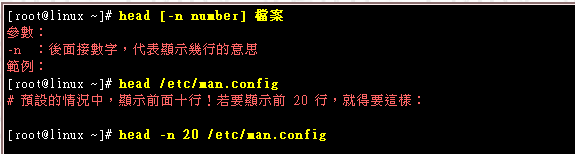 [root@linux ~]# head [-n number] 檔案
參數：
-n  ：後面接數字，代表顯示幾行的意思
範例：
[root@linux ~]# head /etc/man.config
# 預設的情況中，顯示前面十行！若要顯示前 20 行，就得要這樣：
[root@linux ~]# head -n 20 /etc/man.config